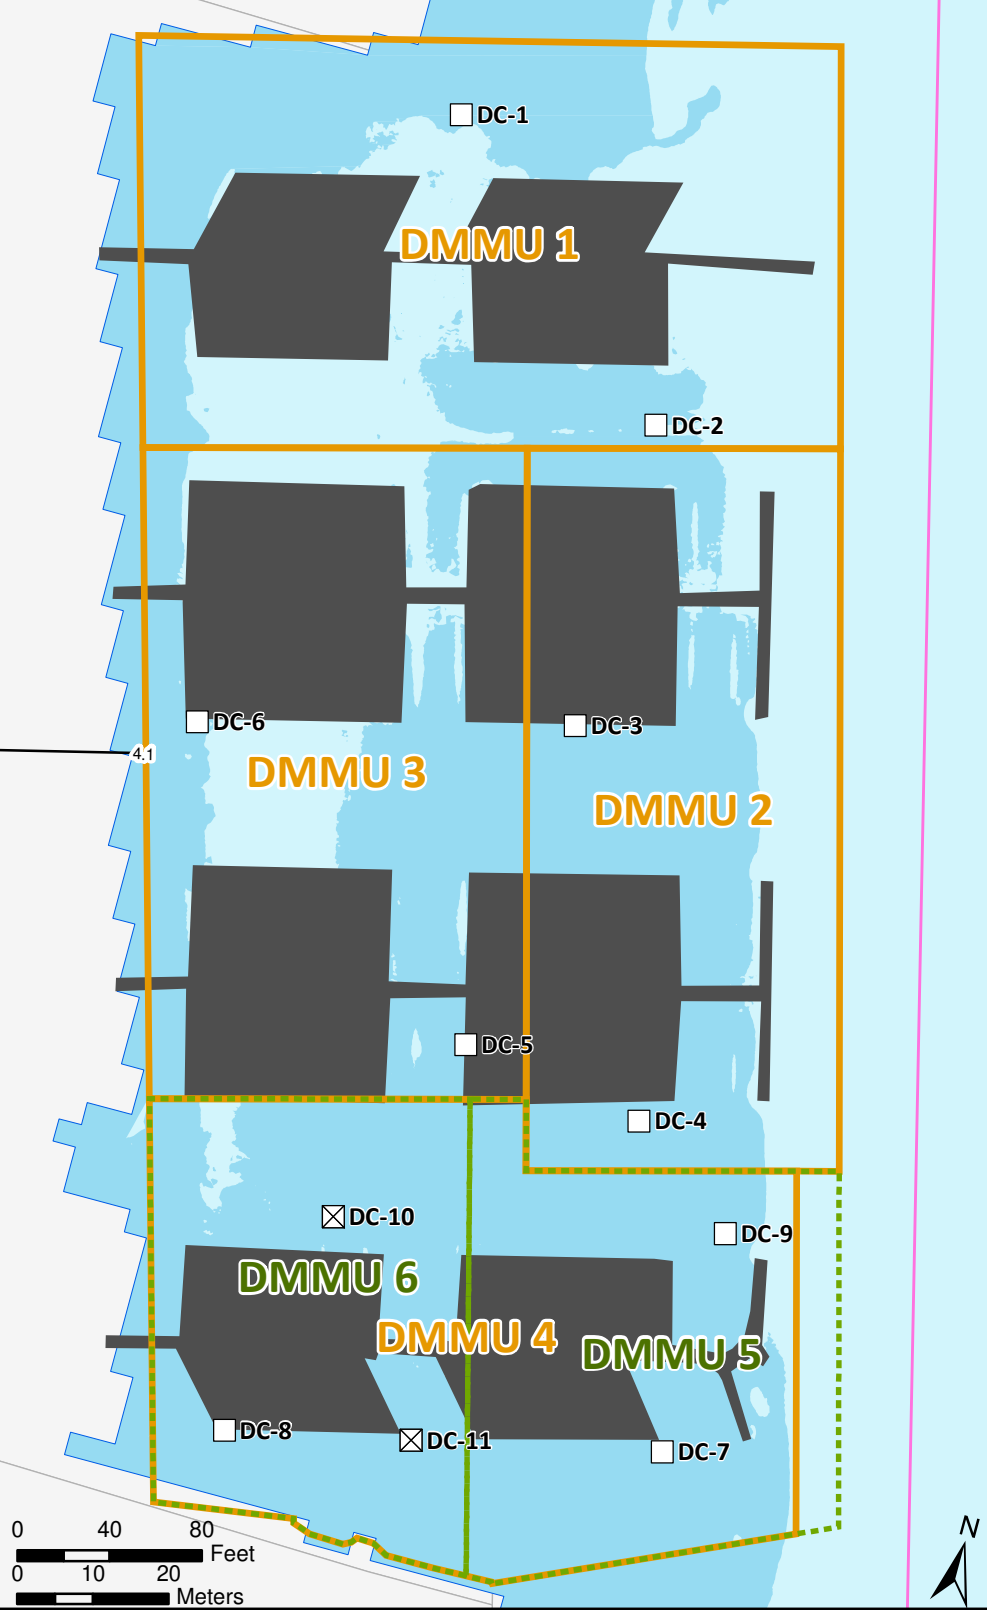 DC-1
DMMU 1
DC-2
DC-6
DC-3
4.1
DMMU 3
DMMU 2
DC-5
DC-4
DC-10
DC-9
DMMU 6
DMMU 4
DMMU 5
DC-8
DC-11
DC-7
0 40 80
Feet
0 10 20
Meters
N